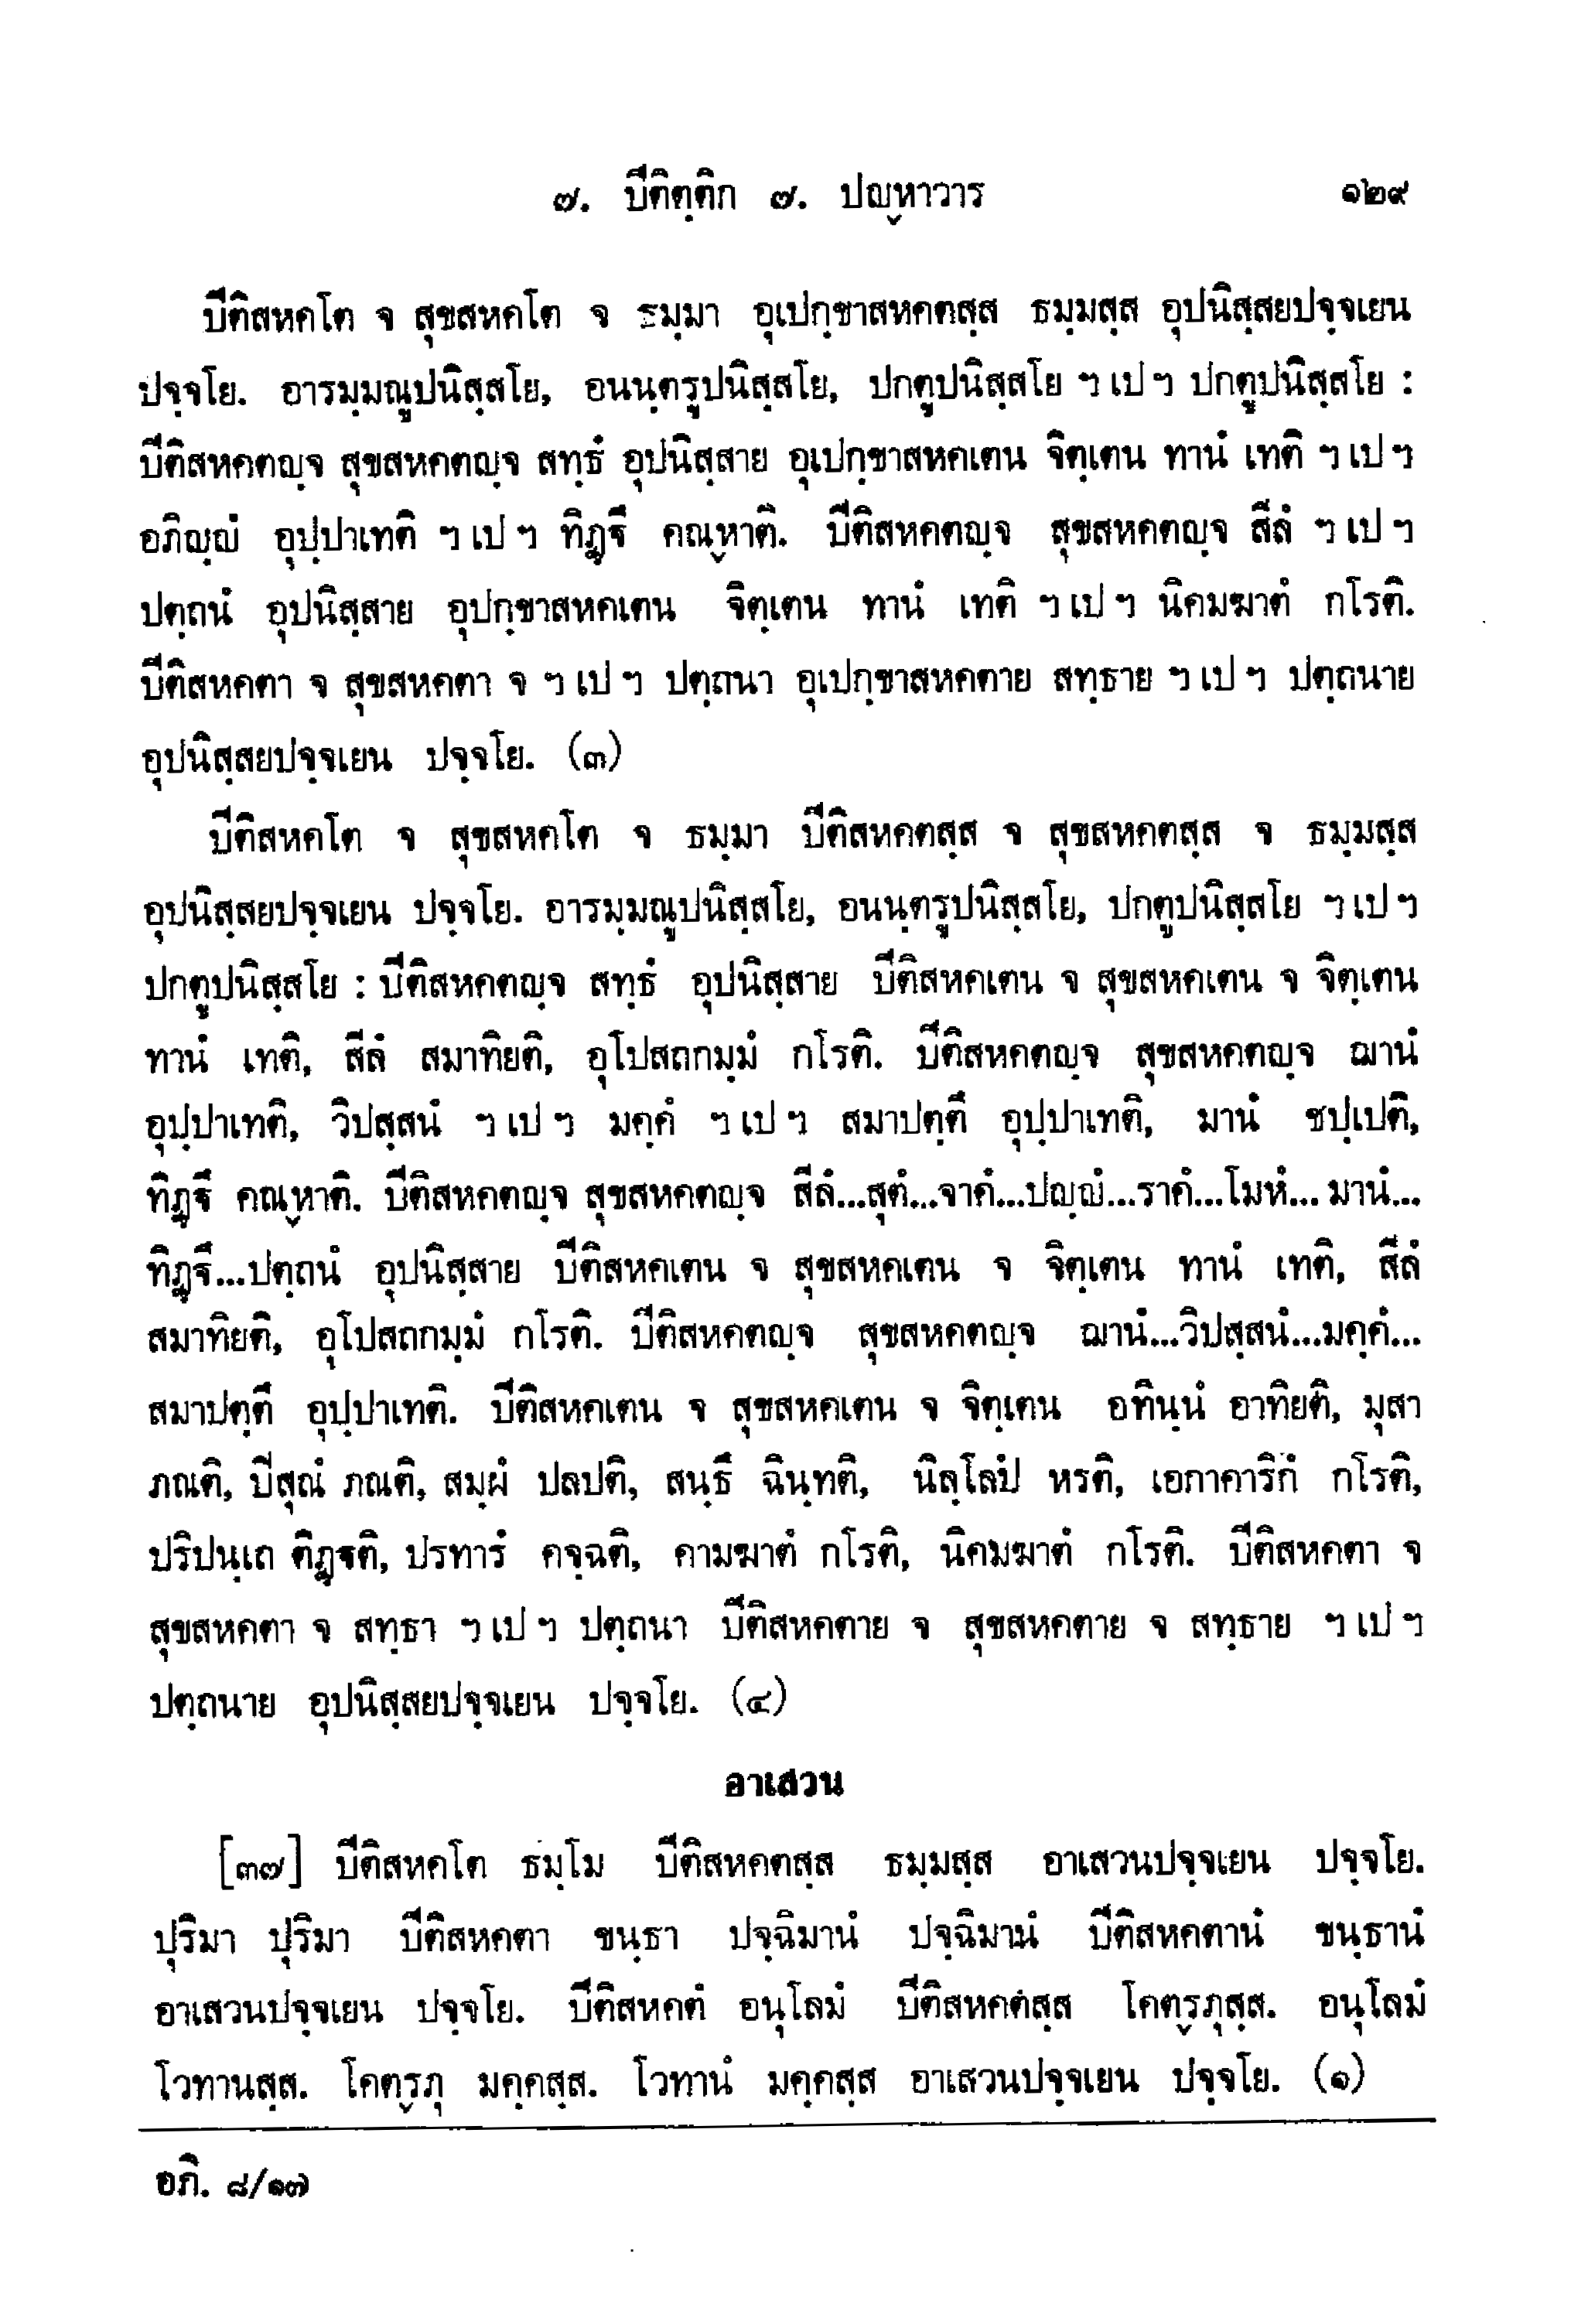 ๗. ปีติตฺติก ๗. ปญฺหาวาร ๑๒๙
ปีติสหคโต จ สุขสหคโต จ ธมฺมา อุเปกฺขาสหคตสฺส ธมฺมสฺส อุปนิสฺสยปจฺจเยน
ปจฺจโย. อารมฺมณูปนิสฺสโย, อนนฺตรูปนิสฺสโย, ปกตูปนิสฺสโย ฯ เป ฯ ปกตูปนิสฺสโย :
ปีติสหคตญฺจ สุขสหคตญฺจ สทฺธํ อุปนิสฺสาย อุเปกฺขาสหคเตน จิตฺเตน ทานํ เทติ ฯ เป ฯ
อภิญฺญํ อุปฺปาเทติ ฯ เป ฯ ทิฏฺฐึ คณฺหาติ. ปีติสหคตญฺจ สุขสหคตญฺจ สีลํ ฯ เป ฯ
ปตฺถนํ อุปนิสฺสาย อุปกฺขาสหคเตน จิตฺเตน ทานํ เทติ ฯ เป ฯ นิคมฆาตํ กโรติ.
ปีติสหคตา จ สุขสหคตา จ ฯ เป ฯ ปตฺถนา อุเปกฺขาสหคตาย สทฺธาย ฯ เป ฯ ปตฺถนาย
อุปนิสฺสยปจฺจเยน ปจฺจโย. (๓)
ปีติสหคโต จ สุขสหคโต จ ธมฺมา ปีติสหคตสฺส จ สุขสหคตสฺส จ ธมฺมสฺส
อุปนิสฺสยปจฺจเยน ปจฺจโย. อารมฺมณูปนิสฺสโย, อนนฺตรูปนิสฺสโย, ปกตูปนิสฺสโย ฯ เป ฯ
ปกตูปนิสฺสโย : ปีติสหคตญฺจ สทฺธํ อุปนิสฺสาย ปีติสหคเตน จ สุขสหคเตน จ จิตฺเตน
ทานํ เทติ, สีลํ สมาทิยติ, อุโปสถกมฺมํ กโรติ. ปีติสหคตญฺจ สุขสหคตญฺจ ฌานํ
อุปฺปาเทติ, วิปสฺสนํ ฯ เป ฯ มคฺคํ ฯ เป ฯ สมาปตฺตึ อุปฺปาเทติ, มานํ ชปฺเปติ,
ทิฏฺฐึ คณฺหาติ. ปีติสหคตญฺจ สุขสหคตญฺจ สีลํ...สุตํ...จาคํ...ปญฺญํ...ราคํ...โมหํ... มานํ...
ทิฏฺฐึ...ปตฺถนํ อุปนิสฺสาย ปีติสหคเตน จ สุขสหคเตน จ จิตฺเตน ทานํ เทติ, สีลํ
สมาทิยติ, อุโปสถกมฺมํ กโรติ. ปีติสหคตญฺจ สุขสหคตญฺจ ฌานํ...วิปสฺสนํ...มคฺคํ...
สมาปตฺตึ อุปฺปาเทติ. ปีติสหคเตน จ สุขสหคเตน จ จิตฺเตน อทินฺนํ อาทิยติ, มุสา
ภณติ, ปีสุณํ ภณติ, สมฺผํ ปลปติ, สนฺธึ ฉินฺทติ, นิลฺโลปํ หรติ, เอกาคาริกํ กโรติ,
ปริปนฺเถ ติฏฺฐติ, ปรทารํ คจฺฉติ, คามฆาตํ กโรติ, นิคมฆาตํ กโรติ. ปีติสหคตา จ
สุขสหคตา จ สทฺธา ฯ เป ฯ ปตฺถนา ปีติสหคตาย จ สุขสหคตาย จ สทฺธาย ฯ เป ฯ
ปตฺถนาย อุปนิสฺสยปจฺจเยน ปจฺจโย. (๔)
อาเสวน
[๓๗] ปีติสหคโต ธมฺโม ปีติสหคตสฺส ธมฺมสฺส อาเสวนปจฺจเยน ปจฺจโย.
ปุริมา ปุริมา ปีติสหคตา ขนฺธา ปจฺฉิมานํ ปจฺฉิมานํ ปีติสหคตานํ ขนฺธานํ
อาเสวนปจฺจเยน ปจฺจโย. ปีติสหคตํ อนุโลมํ ปีติสหคตสฺส โคตฺรภุสฺส. อนุโลมํ
โวทานสฺส. โคตฺรภุ มคฺคสฺส. โวทานํ มคฺคสฺส อาเสวนปจฺจเยน ปจฺจโย. (๑)
อภิ. ๘/๑๗